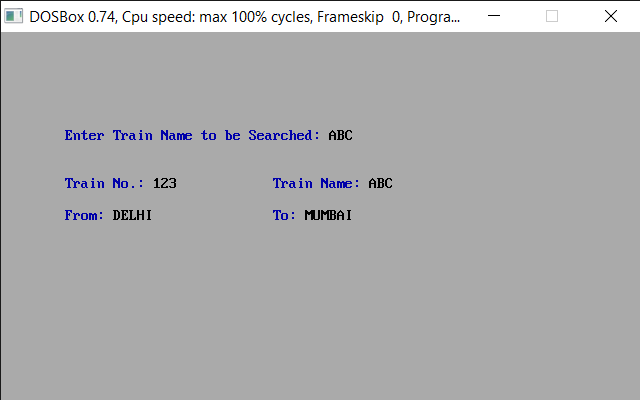 DOSBox 0.74, Cpu speed: max 100% cycles, Frameskip 0, Progra...
Enter Train Name to be Searched: ABC
Train No.: 123 Train Name: ABC
From: DELHI To: MUMBAI